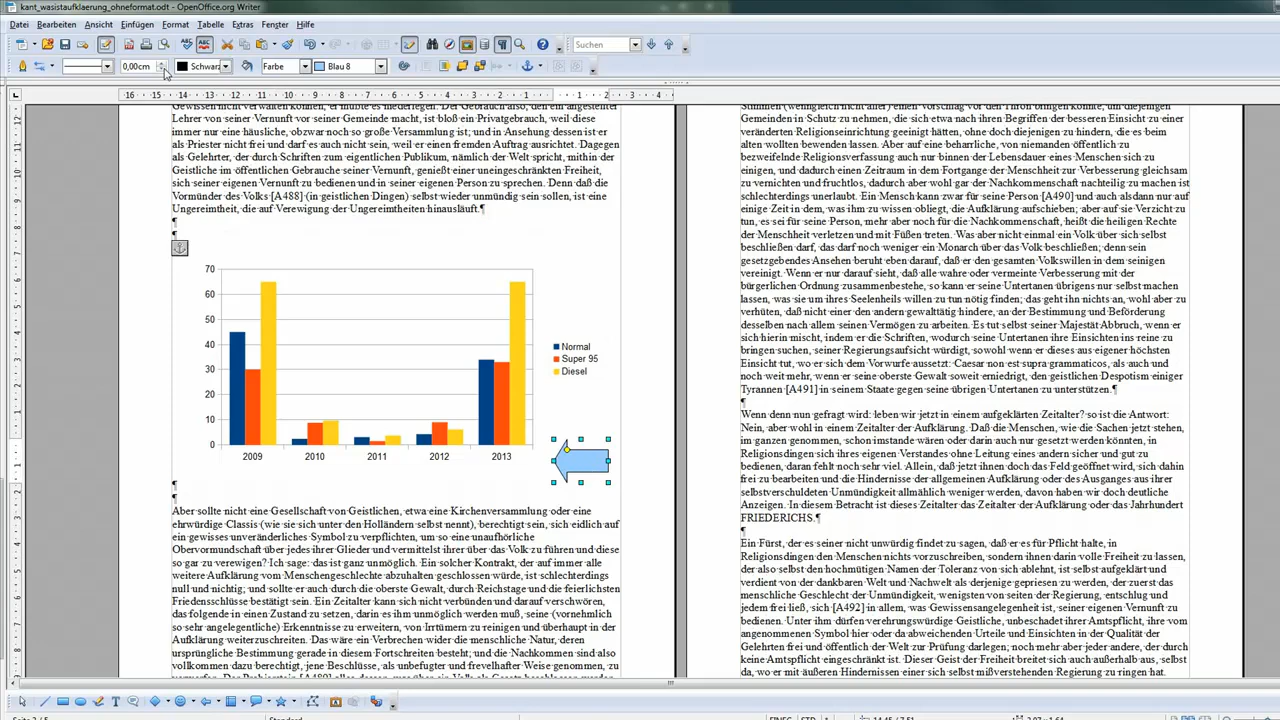 kant_wasistaufklaerung_ohneformat.odt - OpenOffice.org Writer
Datei Bearbeiten Ansicht Einfügen Format Tabelle Extras Fenster Hilfe
Suchen
0,00cm Schwarz Farbe Blau 8
16 15 14 13 12 11 10 9 8 7 6 5 4 3 2 1 1 2 3 4
Gewissen nicht verwalten können, er müßte es niederlegen. Der Gebrauch also, den ein angestellter
Lehrer von seiner Vernunft vor seiner Gemeinde macht, ist bloß ein Privatgebrauch, weil diese
immer nur eine häusliche, obzwar noch so große Versammlung ist; und in Ansehung dessen ist er
als Priester nicht frei und darf es auch nicht sein, weil er einen fremden Auftrag ausrichtet. Dagegen
als Gelehrter, der durch Schriften zum eigentlichen Publikum, nämlich der Welt spricht, mithin der
Geistliche im öffentlichen Gebrauche seiner Vernunft, genießt einer uneingeschränkten Freiheit,
sich seiner eigenen Vernunft zu bedienen und in seiner eigenen Person zu sprechen. Denn daß die
Vormünder des Volks [A488] (in geistlichen Dingen) selbst wieder unmündig sein sollen, ist eine
Ungereimtheit, die auf Verewigung der Ungereimtheiten hinausläuft.¶
¶
¶
70
60
50
40
30
20
10
0
2009 2010 2011 2012 2013
Normal
Super 95
Diesel
¶
¶
Aber sollte nicht eine Gesellschaft von Geistlichen, etwa eine Kirchenversammlung oder eine
ehrwürdige Classis (wie sie sich unter den Holländern selbst nennt), berechtigt sein, sich eidlich auf
ein gewisses unveränderliches Symbol zu verpflichten, um so eine unaufhörliche
Obervormundschaft über jedes ihrer Glieder und vermittelst ihrer über das Volk zu führen und diese
so gar zu verewigen? Ich sage: das ist ganz unmöglich. Ein solcher Kontrakt, der auf immer alle
weitere Aufklärung vom Menschengeschlechte abzuhalten geschlossen würde, ist schlechterdings
null und nichtig; und sollte er auch durch die oberste Gewalt, durch Reichstage und die feierlichsten
Friedensschlüsse bestätigt sein. Ein Zeitalter kann sich nicht verbünden und darauf verschwören,
das folgende in einen Zustand zu setzen, darin es ihm unmöglich werden muß, seine (vornehmlich
so sehr angelegentliche) Erkenntnisse zu erweitern, von Irrtümern zu reinigen und überhaupt in der
Aufklärung weiterzuschreiten. Das wäre ein Verbrechen wider die menschliche Natur, deren
ursprüngliche Bestimmung gerade in diesem Fortschreiten besteht; und die Nachkommen sind also
vollkommen dazu berechtigt, jene Beschlüsse, als unbefugter und frevelhafter Weise genommen, zu
Stimmen (wenngleich nicht aller) einen Vorschlag vor den Thron bringen könnte, um diejenigen
Gemeinden in Schutz zu nehmen, die sich etwa nach ihren Begriffen der besseren Einsicht zu einer
veränderten Religionseinrichtung geeinigt hätten, ohne doch diejenigen zu hindern, die es beim
alten wollten bewenden lassen. Aber auf eine beharrliche, von niemanden öffentlich zu
bezweifelnde Religionsverfassung auch nur binnen der Lebensdauer eines Menschen sich zu
einigen, und dadurch einen Zeitraum in dem Fortgange der Menschheit zur Verbesserung gleichsam
zu vernichten und fruchtlos, dadurch aber wohl gar der Nachkommenschaft nachteilig zu machen ist
schlechterdings unerlaubt. Ein Mensch kann zwar für seine Person [A490] und auch alsdann nur auf
einige Zeit in dem, was ihm zu wissen obliegt, die Aufklärung aufschieben; aber auf sie Verzicht zu
tun, es sei für seine Person, mehr aber noch für die Nachkommenschaft, heißt die heiligen Rechte
der Menschheit verletzen und mit Füßen treten. Was aber nicht einmal ein Volk über sich selbst
beschließen darf, das darf noch weniger ein Monarch über das Volk beschließen; denn sein
gesetzgebendes Ansehen beruht eben darauf, daß er den gesamten Volkswillen in dem seinigen
vereinigt. Wenn er nur darauf sieht, daß alle wahre oder vermeinte Verbesserung mit der
bürgerlichen Ordnung zusammenbestehe, so kann er seine Untertanen übrigens nur selbst machen
lassen, was sie um ihres Seelenheils willen zu tun nötig finden; das geht ihn nichts an, wohl aber zu
verhüten, daß nicht einer den andern gewalttätig hindere, an der Bestimmung und Beförderung
desselben nach allem seinen Vermögen zu arbeiten. Es tut selbst seiner Majestät Abbruch, wenn er
sich hierin mischt, indem er die Schriften, wodurch seine Untertanen ihre Einsichten ins reine zu
bringen suchen, seiner Regierungsaufsicht würdigt, sowohl wenn er dieses aus eigener höchsten
Einsicht tut, wo er sich dem Vorwurfe aussetzt: Caesar non est supra grammaticos, als auch und
noch weit mehr, wenn er seine oberste Gewalt soweit erniedrigt, den geistlichen Despotism einiger
Tyrannen [A491] in seinem Staate gegen seine übrigen Untertanen zu unterstützen.¶
¶
Wenn denn nun gefragt wird: leben wir jetzt in einem aufgeklärten Zeitalter? so ist die Antwort:
Nein, aber wohl in einem Zeitalter der Aufklärung. Daß die Menschen, wie die Sachen jetzt stehen,
im ganzen genommen, schon imstande wären oder darin auch nur gesetzt werden könnten, in
Religionsdingen sich ihres eigenen Verstandes ohne Leitung eines andern sicher und gut zu
bedienen, daran fehlt noch sehr viel. Allein, daß jetzt ihnen doch das Feld geöffnet wird, sich dahin
frei zu bearbeiten und die Hindernisse der allgemeinen Aufklärung oder des Ausganges aus ihrer
selbstverschuldeten Unmündigkeit allmählich weniger werden, davon haben wir doch deutliche
Anzeigen. In diesem Betracht ist dieses Zeitalter das Zeitalter der Aufklärung oder das Jahrhundert
FRIEDERICHS.¶
¶
Ein Fürst, der es seiner nicht unwürdig findet zu sagen, daß er es für Pflicht halte, in
Religionsdingen den Menschen nichts vorzuschreiben, sondern ihnen darin volle Freiheit zu lassen,
der also selbst den hochmütigen Namen der Toleranz von sich ablehnt, ist selbst aufgeklärt und
verdient von der dankbaren Welt und Nachwelt als derjenige gepriesen zu werden, der zuerst das
menschliche Geschlecht der Unmündigkeit, wenigstens von seiten der Regierung, entschlug und
jedem frei ließ, sich [A492] in allem, was Gewissensangelegenheit ist, seiner eigenen Vernunft zu
bedienen. Unter ihm dürfen verehrungswürdige Geistliche, unbeschadet ihrer Amtspflicht, ihre vom
angenommenen Symbol hier oder da abweichenden Urteile und Einsichten in der Qualität der
Gelehrten frei und öffentlich der Welt zur Prüfung darlegen; noch mehr aber jeder andere, der durch
keine Amtspflicht eingeschränkt ist. Dieser Geist der Freiheit breitet sich auch außerhalb aus, selbst
da, wo er mit äußeren Hindernissen einer sich selbst mißverstehenden Regierung zu ringen hat.